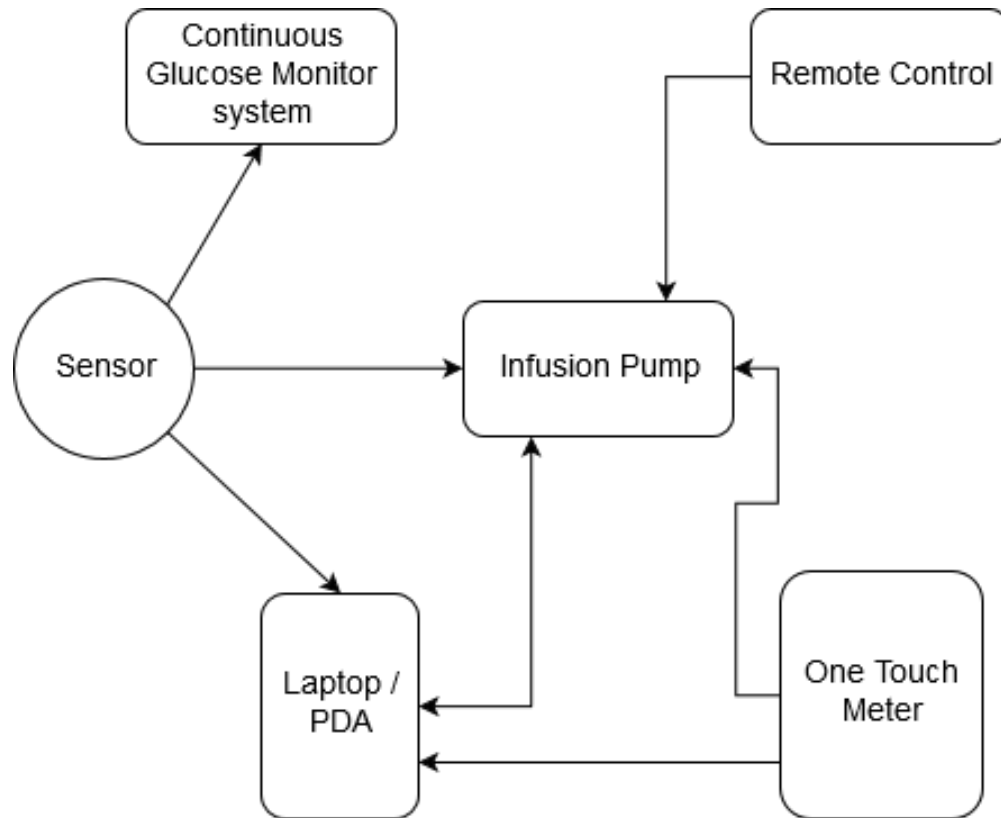 Continuous
Glucose Monitor
system
Remote Control
Sensor
Infusion Pump
Laptop /
PDA
One Touch
Meter